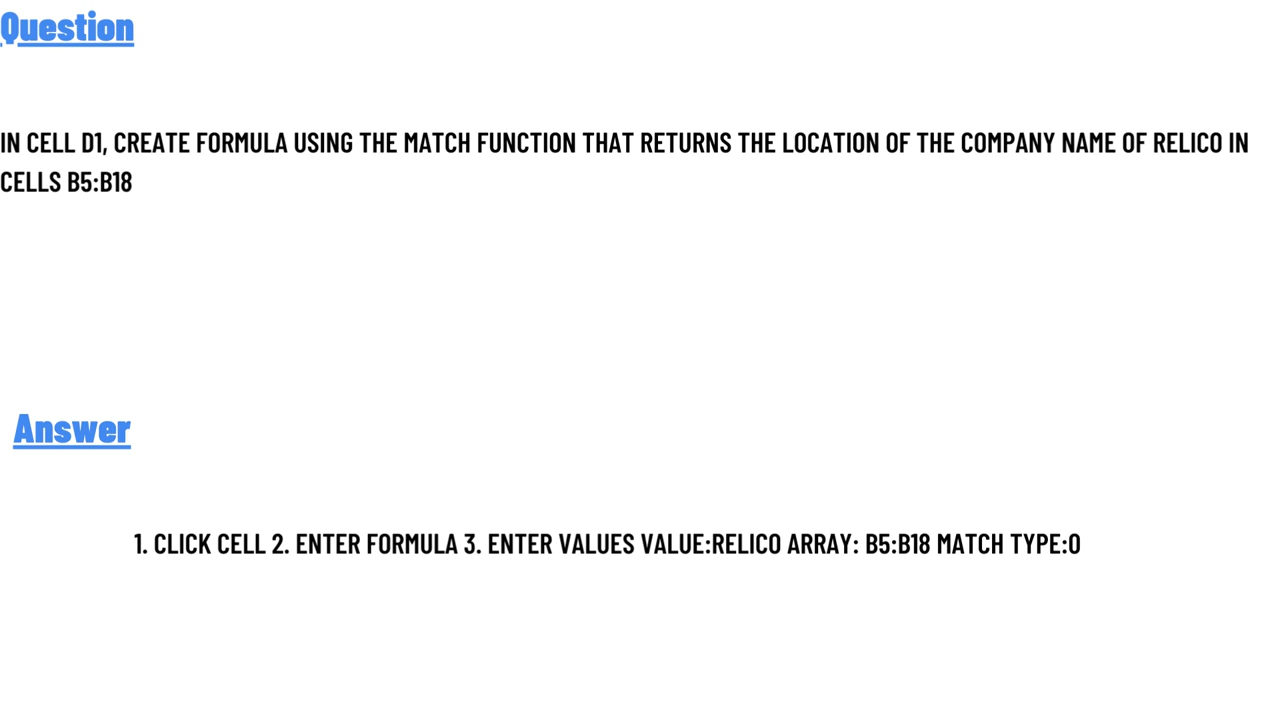 Question
IN CELL D1, CREATE FORMULA USING THE MATCH FUNCTION THAT RETURNS THE LOCATION OF THE COMPANY NAME OF RELICO IN
CELLS B5:B18
Answer
1. CLICK CELL 2. ENTER FORMULA 3. ENTER VALUES VALUE:RELICO ARRAY: B5:B18 MATCH TYPE:0